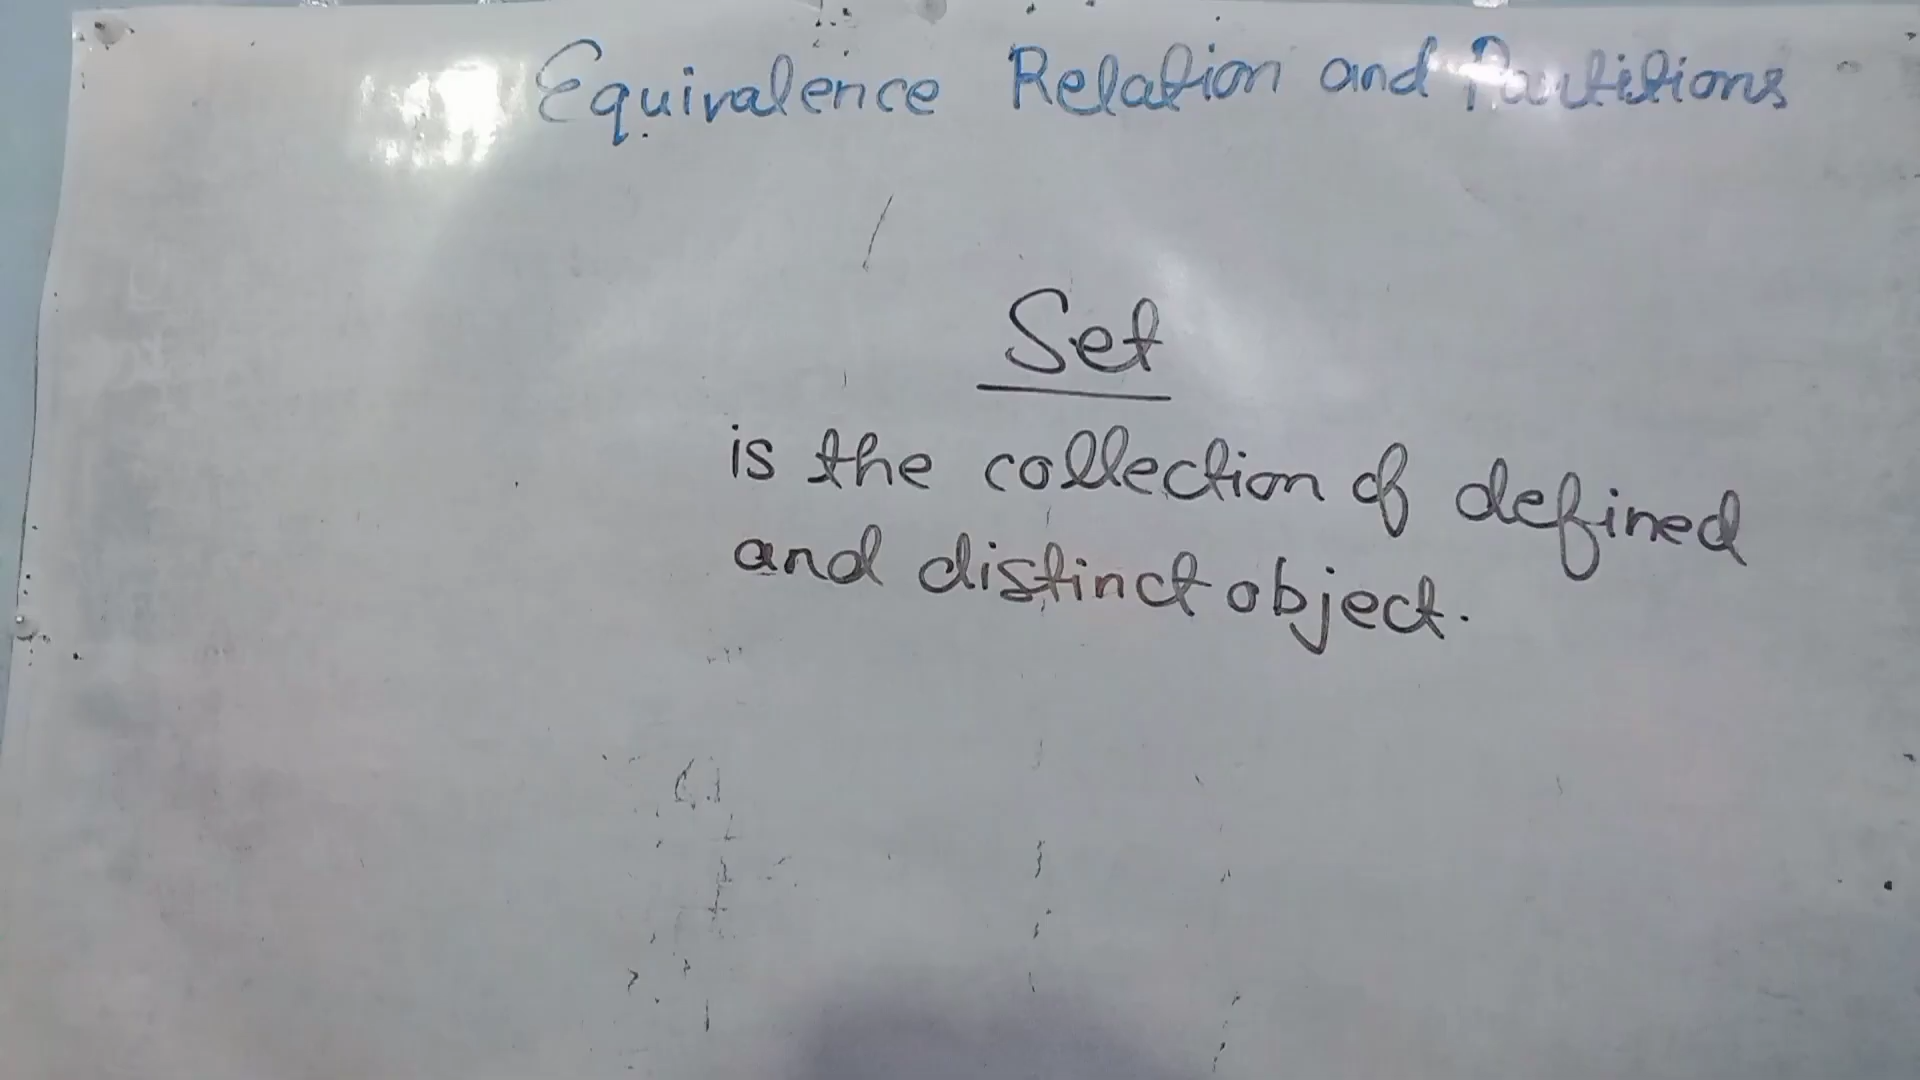 Equivalence Relation and Partitions
Set
is the collection of defined
and distinct object.